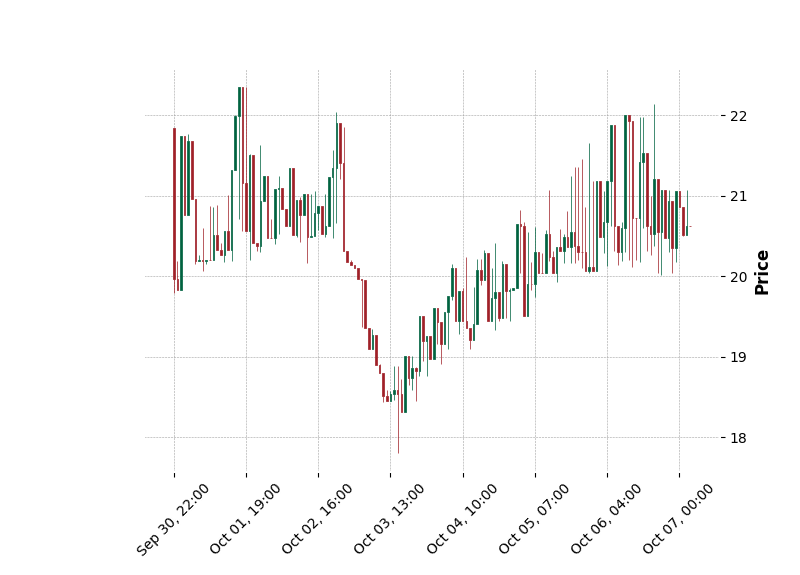 22
21
20
19
18
Price
Sep 30, 22:00
Oct 01, 19:00
Oct 02, 16:00
Oct 03, 13:00
Oct 04, 10:00
Oct 05, 07:00
Oct 06, 04:00
Oct 07, 00:00